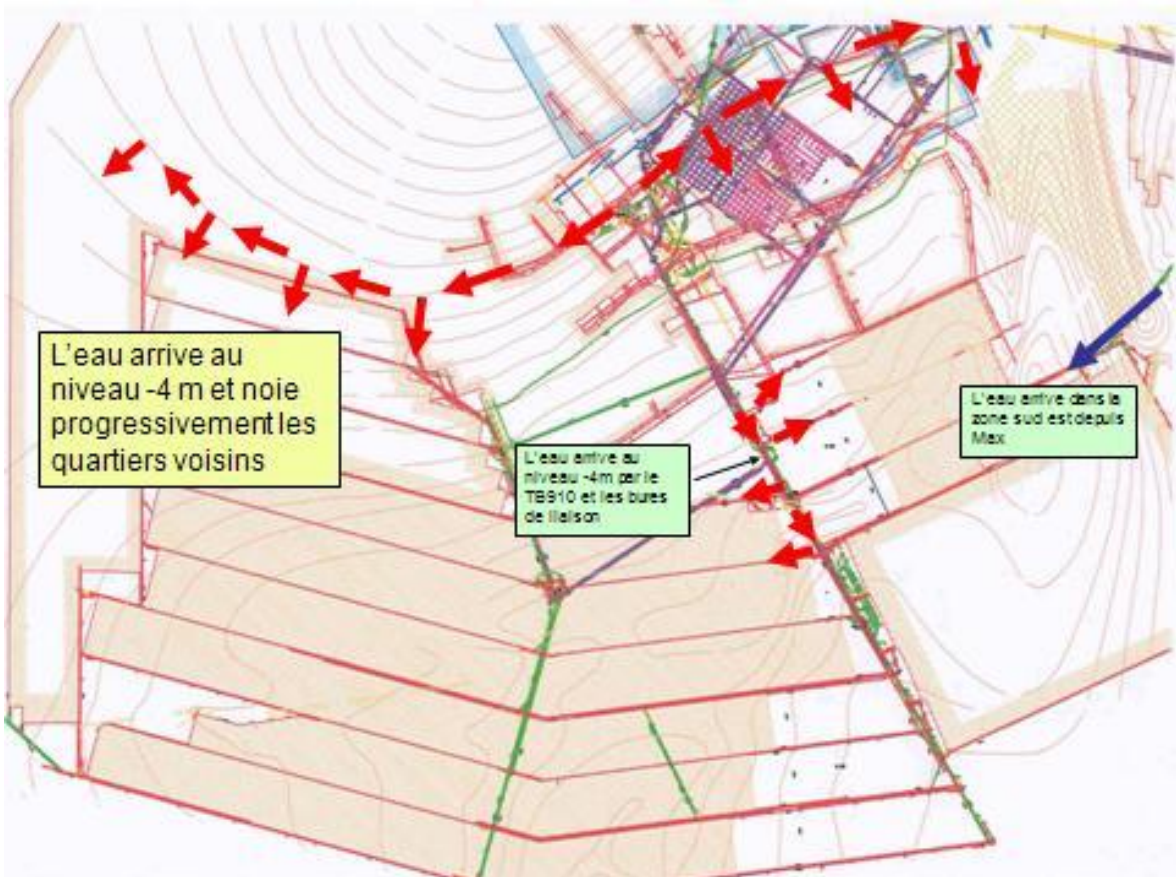 L'eau arrive au
niveau -4 m et noie
progressivement les
quartiers voisins
L'eau arrive au
niveau -4m par le
TB910 et les bures
de liaison
L'eau arrive dans la
zone sud est depuis
Max